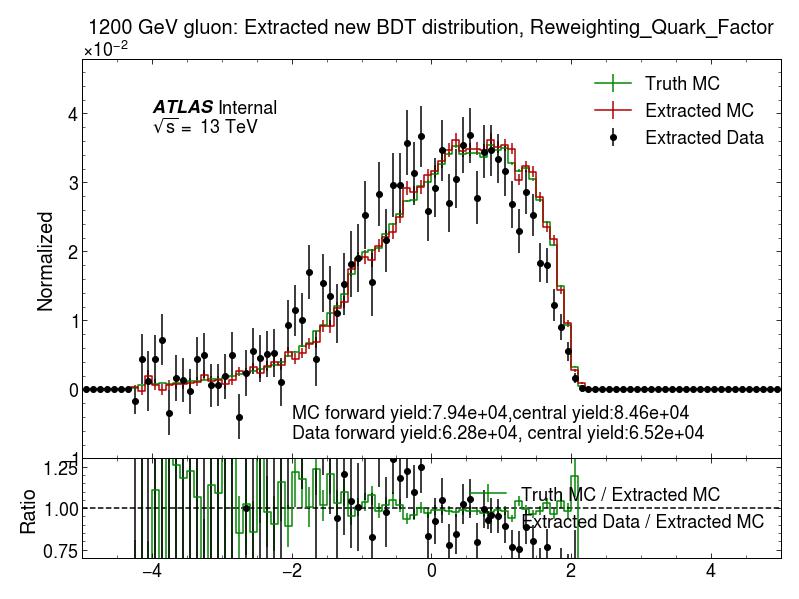 1200 GeV gluon: Extracted new BDT distribution, Reweighting_Quark_Factor
×10⁻²
ATLAS Internal
√s = 13 TeV
Truth MC
Extracted MC
Extracted Data
4
3
2
1
0
Normalized
MC forward yield:7.94e+04,central yield:8.46e+04
Data forward yield:6.28e+04, central yield:6.52e+04
1.25
1.00
0.75
Ratio
Truth MC / Extracted MC
Extracted Data / Extracted MC
−4 −2 0 2 4